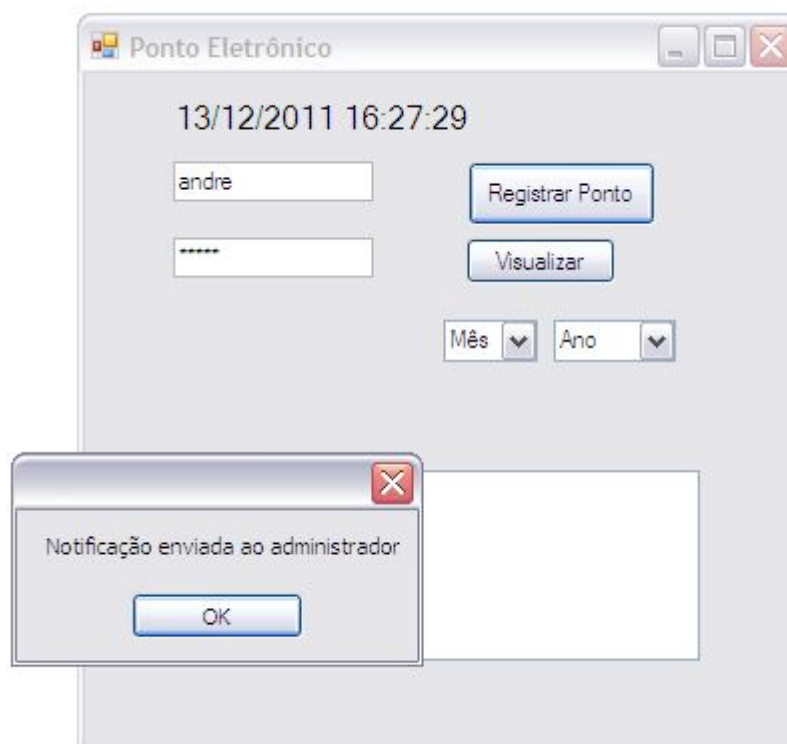 Ponto Eletrônico
13/12/2011 16:27:29
andre
Registrar Ponto
*****
Visualizar
Mês
Ano
Notificação enviada ao administrador
OK